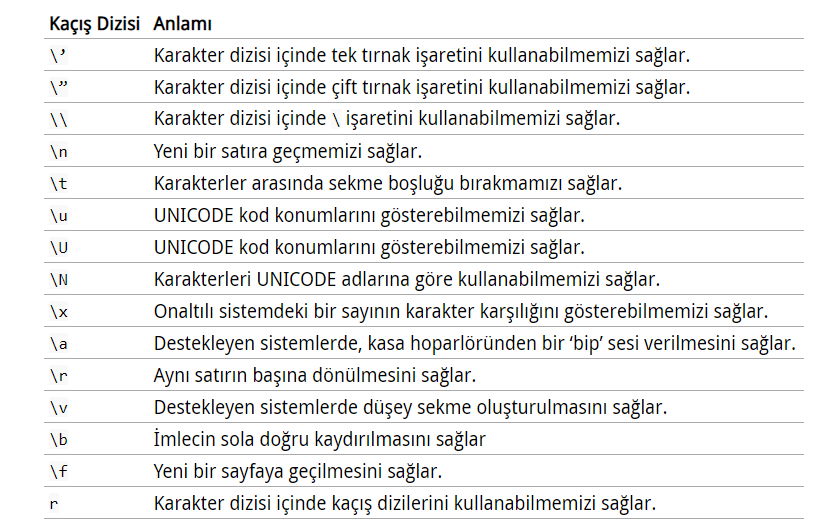 Kaçış Dizisi Anlamı
\’ Karakter dizisi içinde tek tırnak işaretini kullanabilmemizi sağlar.
\” Karakter dizisi içinde çift tırnak işaretini kullanabilmemizi sağlar.
\\ Karakter dizisi içinde \ işaretini kullanabilmemizi sağlar.
\n Yeni bir satıra geçmemizi sağlar.
\t Karakterler arasında sekme boşluğu bırakmamızı sağlar.
\u UNICODE kod konumlarını gösterebilmemizi sağlar.
\U UNICODE kod konumlarını gösterebilmemizi sağlar.
\N Karakterleri UNICODE adlarına göre kullanabilmemizi sağlar.
\x Onaltılı sistemdeki bir sayının karakter karşılığını gösterebilmemizi sağlar.
\a Destekleyen sistemlerde, kasa hoparlöründen bir ‘bip’ sesi verilmesini sağlar.
\r Aynı satırın başına dönülmesini sağlar.
\v Destekleyen sistemlerde düşey sekme oluşturulmasını sağlar.
\b İmlecin sola doğru kaydırılmasını sağlar
\f Yeni bir sayfaya geçilmesini sağlar.
r Karakter dizisi içinde kaçış dizilerini kullanabilmemizi sağlar.